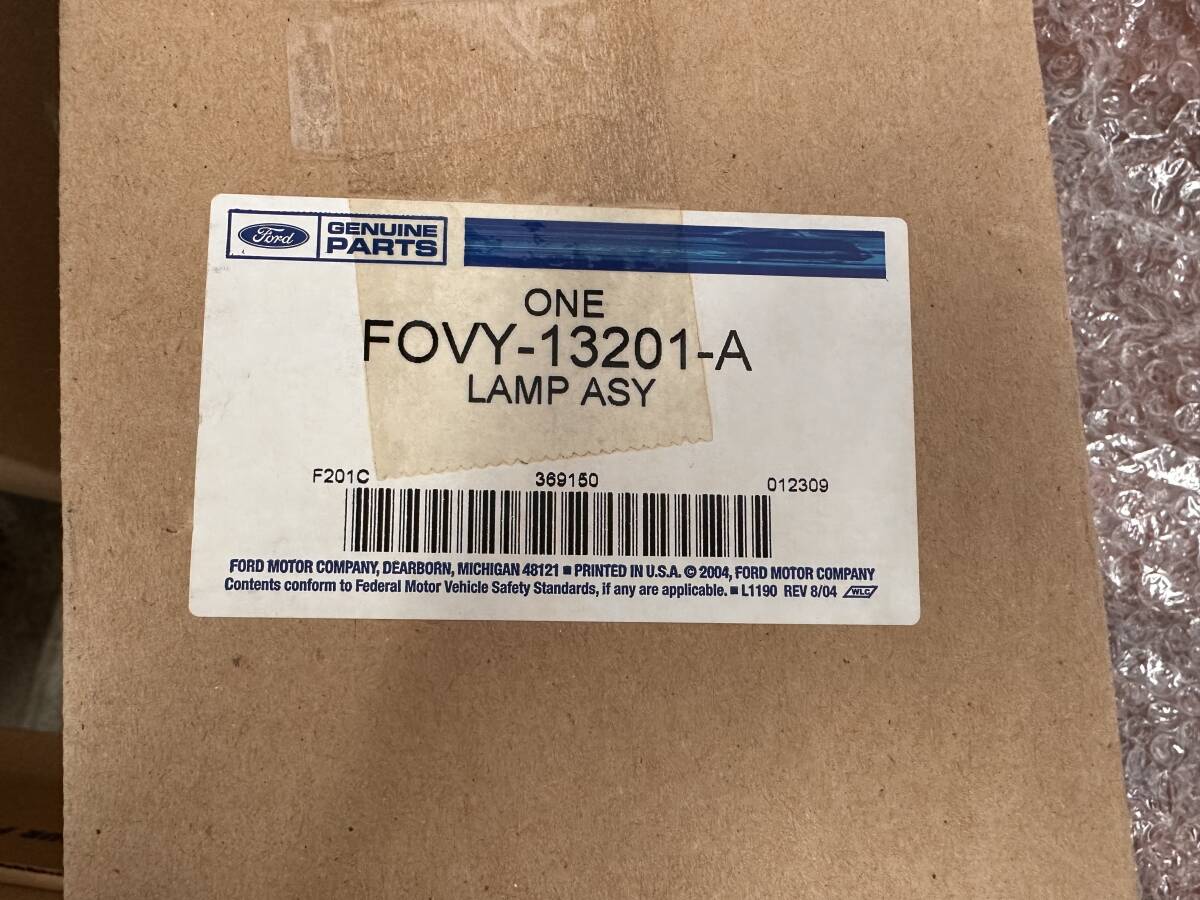 Ford GENUINE
PARTS
ONE
FOVY-13201-A
LAMP ASY
F201C 369150 012309
FORD MOTOR COMPANY, DEARBORN, MICHIGAN 48121 ■ PRINTED IN U.S.A. © 2004, FORD MOTOR COMPANY
Contents conform to Federal Motor Vehicle Safety Standards, if any are applicable. ■ L1190 REV 8/04 WLC